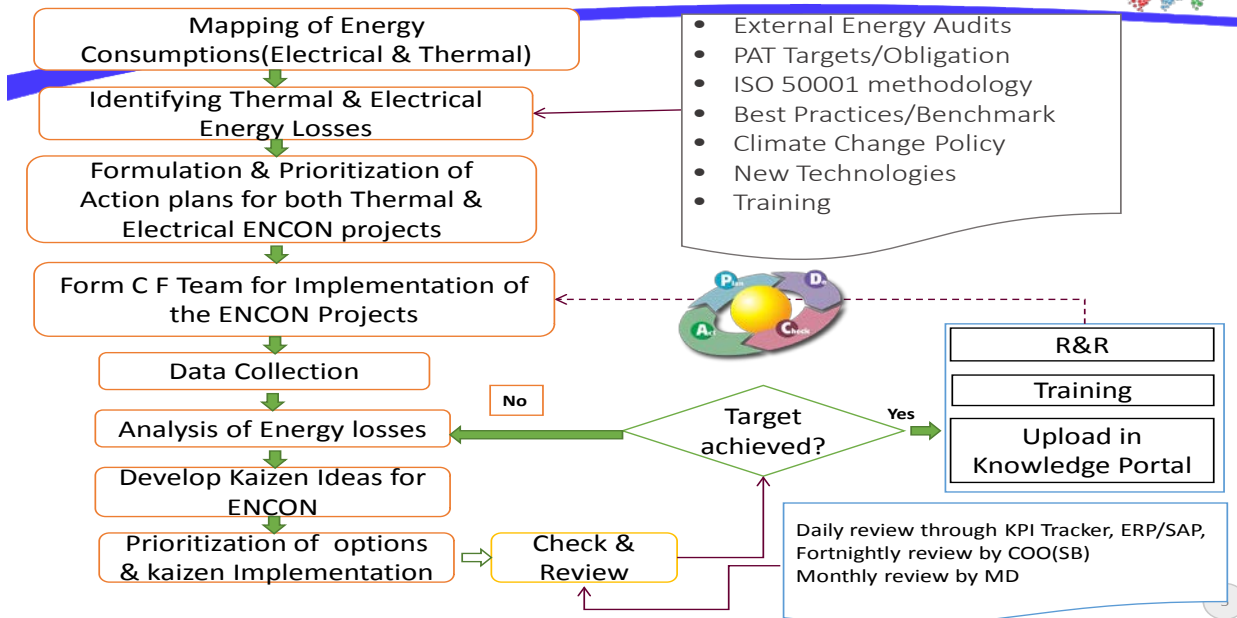 Mapping of Energy
Consumptions(Electrical & Thermal)
Identifying Thermal & Electrical
Energy Losses
Formulation & Prioritization of
Action plans for both Thermal &
Electrical ENCON projects
Form C F Team for Implementation of
the ENCON Projects
Data Collection
Analysis of Energy losses
Develop Kaizen Ideas for
ENCON
Prioritization of options
& kaizen Implementation
Check &
Review
• External Energy Audits
• PAT Targets/Obligation
• ISO 50001 methodology
• Best Practices/Benchmark
• Climate Change Policy
• New Technologies
• Training
Plan
Do
Check
Act
No
Target
achieved?
Yes
R&R
Training
Upload in
Knowledge Portal
Daily review through KPI Tracker, ERP/SAP,
Fortnightly review by COO(SB)
Monthly review by MD